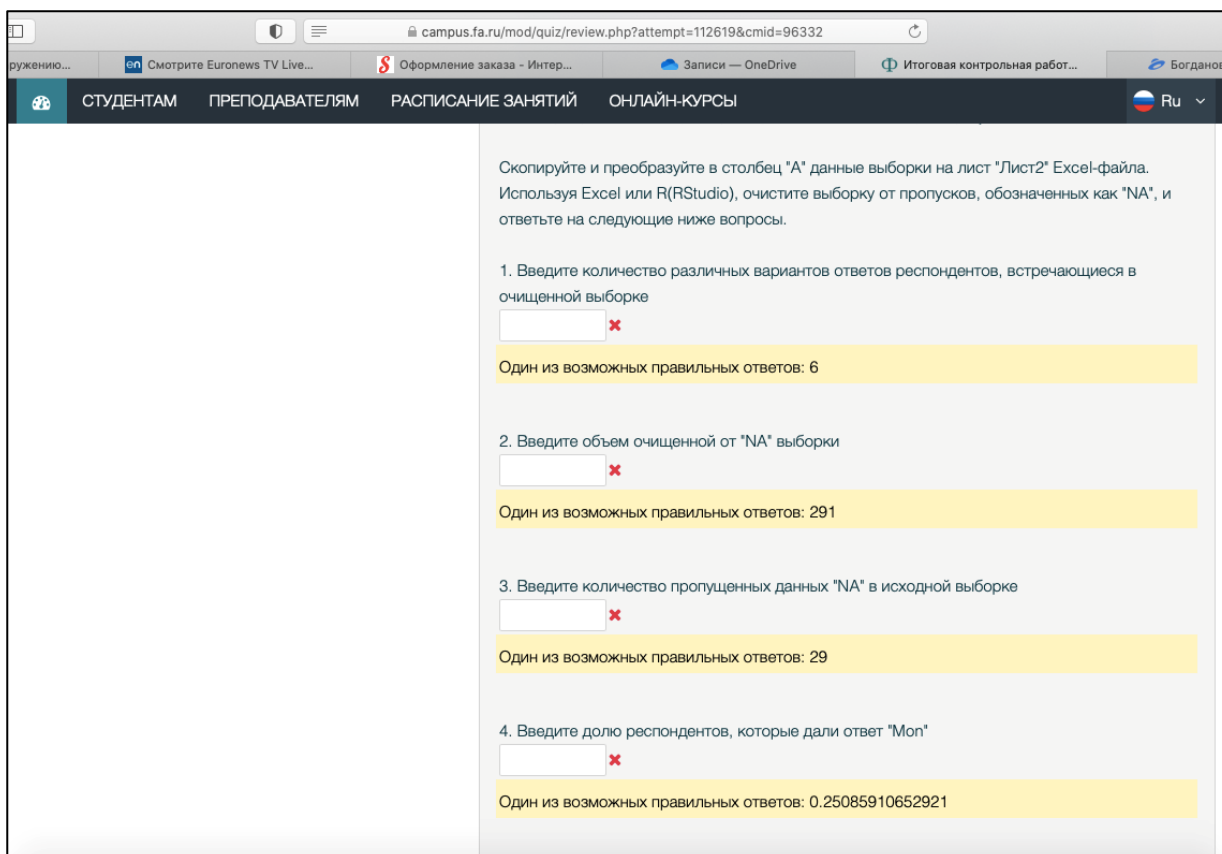 campus.fa.ru/mod/quiz/review.php?attempt=112619&cmid=96332
ружению...
en Смотрите Euronews TV Live...
S Оформление заказа - Интер...
Записи — OneDrive
Ф Итоговая контрольная работ...
Богданов
СТУДЕНТАМ ПРЕПОДАВАТЕЛЯМ РАСПИСАНИЕ ЗАНЯТИЙ ОНЛАЙН-КУРСЫ Ru
Скопируйте и преобразуйте в столбец "A" данные выборки на лист "Лист2" Excel-файла.
Используя Excel или R(RStudio), очистите выборку от пропусков, обозначенных как "NA", и
ответьте на следующие ниже вопросы.
1. Введите количество различных вариантов ответов респондентов, встречающиеся в
очищенной выборке
Один из возможных правильных ответов: 6
2. Введите объем очищенной от "NA" выборки
Один из возможных правильных ответов: 291
3. Введите количество пропущенных данных "NA" в исходной выборке
Один из возможных правильных ответов: 29
4. Введите долю респондентов, которые дали ответ "Mon"
Один из возможных правильных ответов: 0.25085910652921